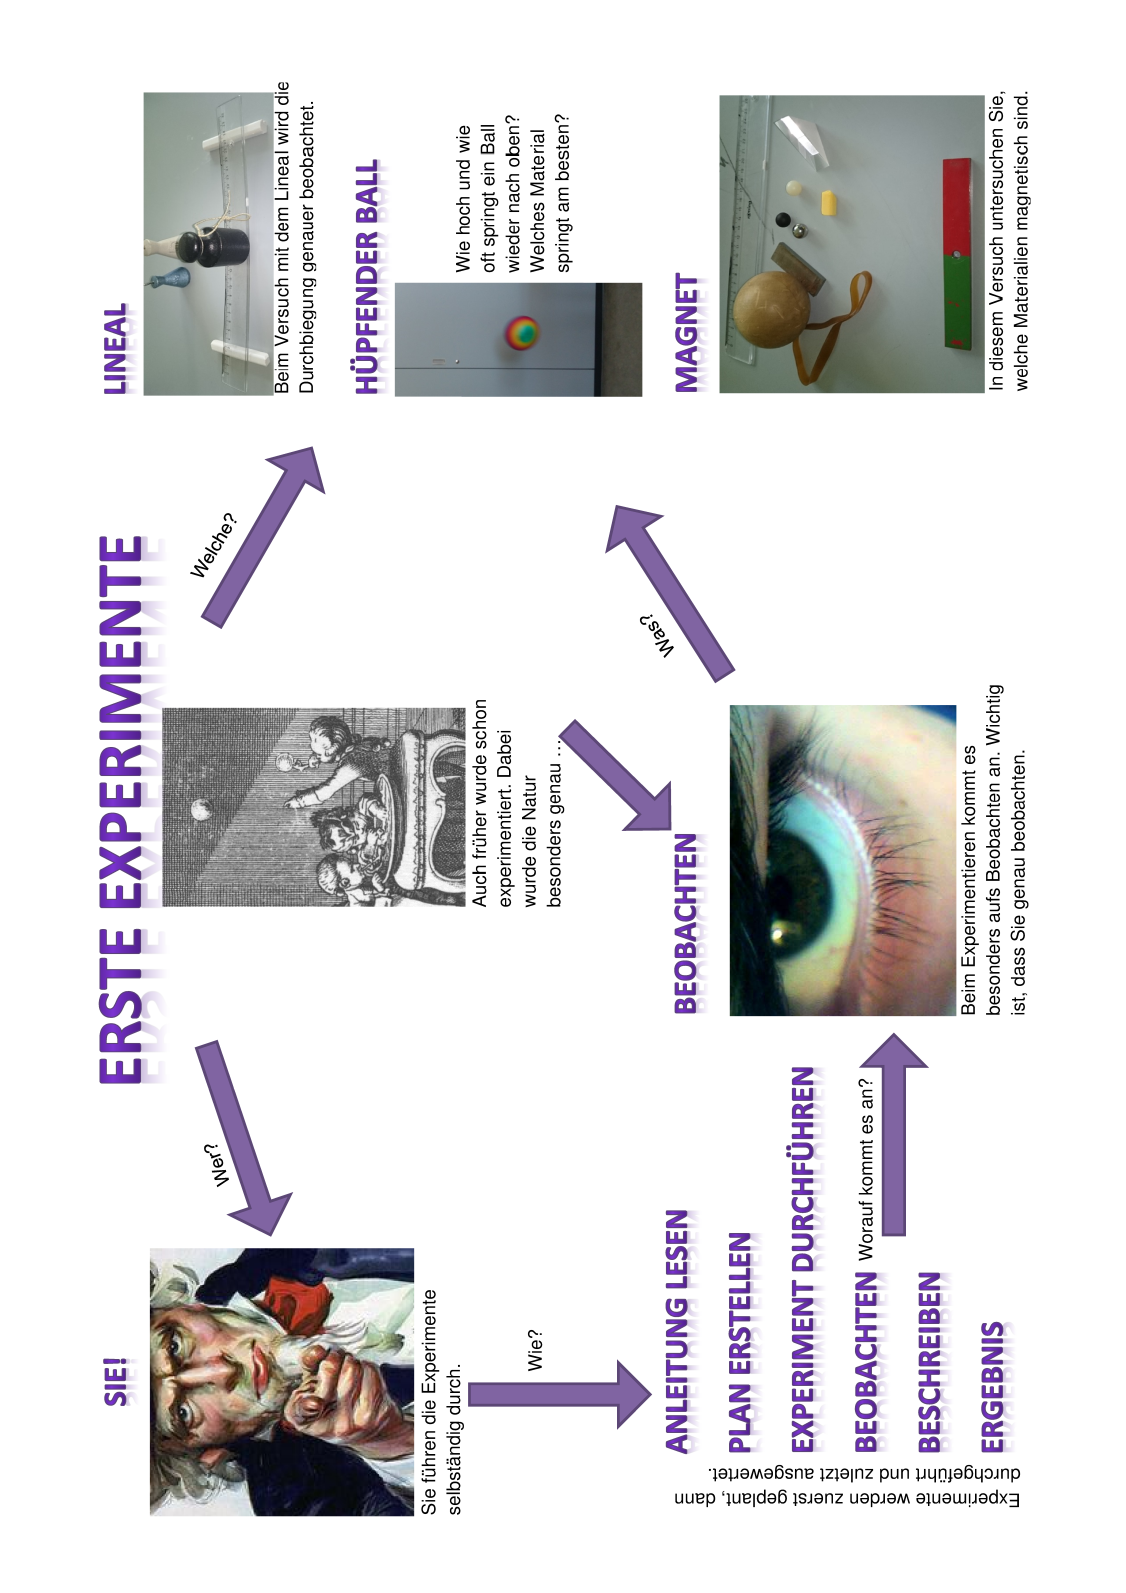 ERSTE EXPERIMENTE
Wer?
SIE!
Sie führen die Experimente
selbständig durch.
Wie?
ANLEITUNG LESEN
PLAN ERSTELLEN
EXPERIMENT DURCHFÜHREN
BEOBACHTEN
BESCHREIBEN
ERGEBNIS
Experimente werden zuerst geplant, dann
durchgeführt und zuletzt ausgewertet.
Worauf kommt es an?
Auch früher wurde schon
experimentiert. Dabei
wurde die Natur
besonders genau ....
BEOBACHTEN
Beim Experimentieren kommt es
besonders aufs Beobachten an. Wichtig
ist, dass Sie genau beobachten.
Was?
Welche?
LINEAL
Beim Versuch mit dem Lineal wird die
Durchbiegung genauer beobachtet.
HÜPFENDER BALL
Wie hoch und wie
oft springt ein Ball
wieder nach oben?
Welches Material
springt am besten?
MAGNET
In diesem Versuch untersuchen Sie,
welche Materialien magnetisch sind.